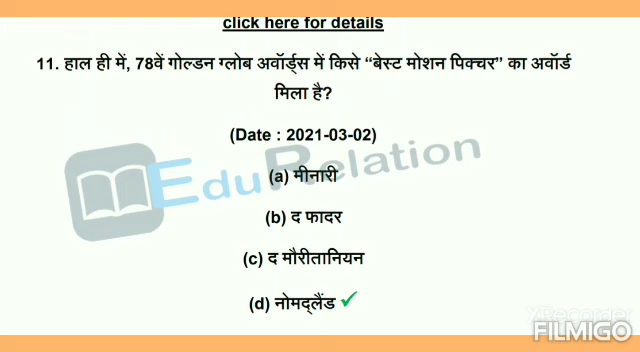 click here for details
11. हाल ही में, 78वें गोल्डन ग्लोब अवॉर्ड्स में किसे “बेस्ट मोशन पिक्चर” का अवॉर्ड
मिला है?
(Date : 2021-03-02)
EduRelation
(a) मीनारी
(b) द फादर
(c) द मौरीतानियन
(d) नोमद्लैंड
XRecorder
FILMIGO